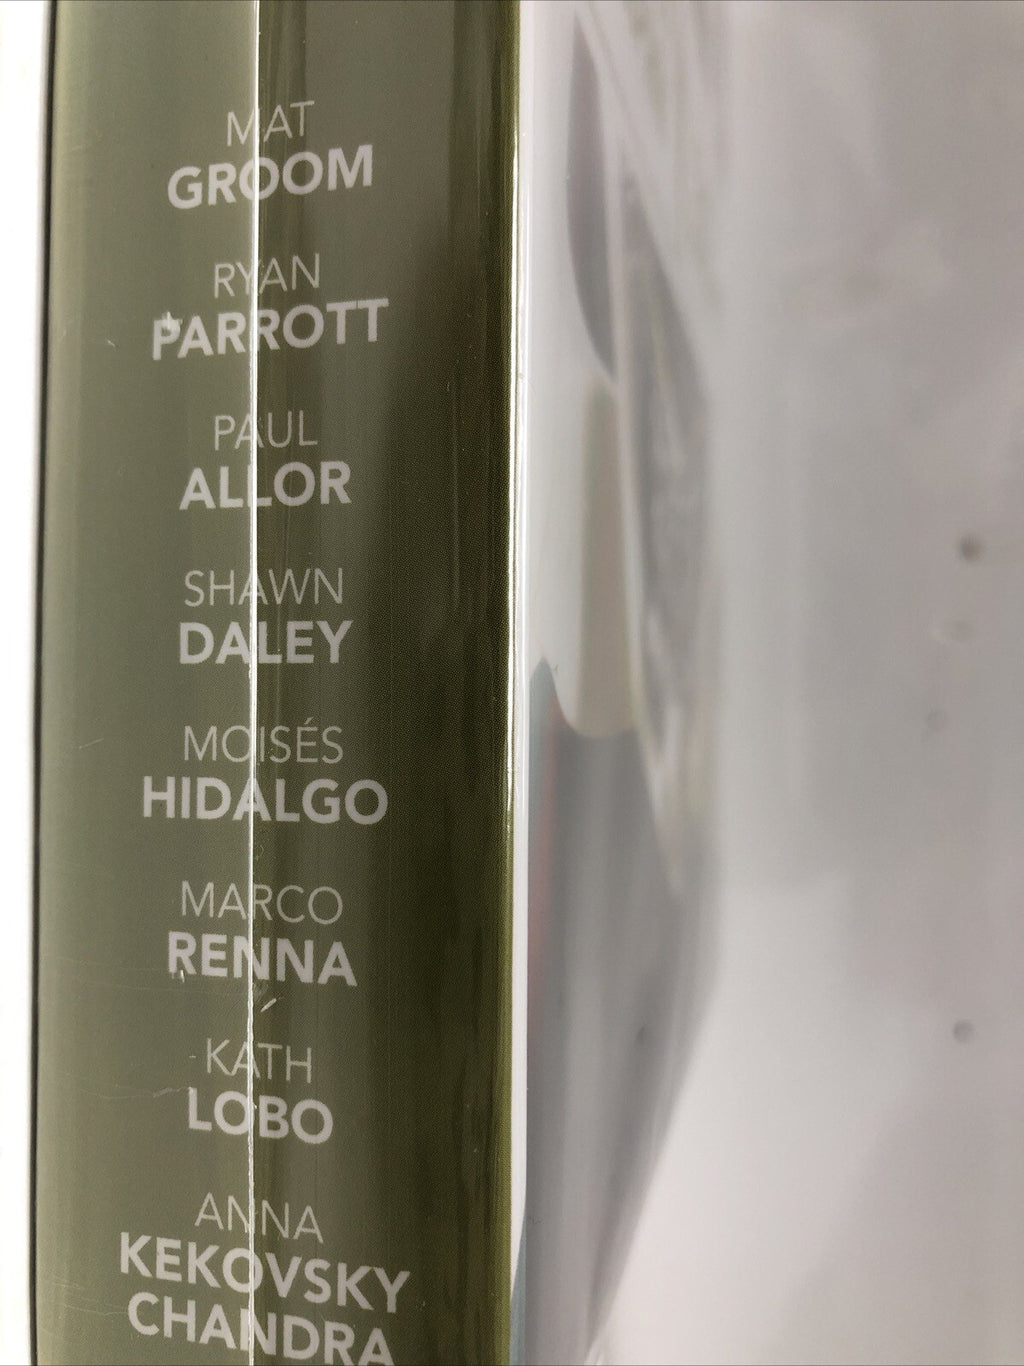 MAT
GROOM
RYAN
PARROTT
PAUL
ALLOR
SHAWN
DALEY
MOISÉS
HIDALGO
MARCO
RENNA
KATH
LOBO
ANNA
KEKOVSKY
CHANDRA